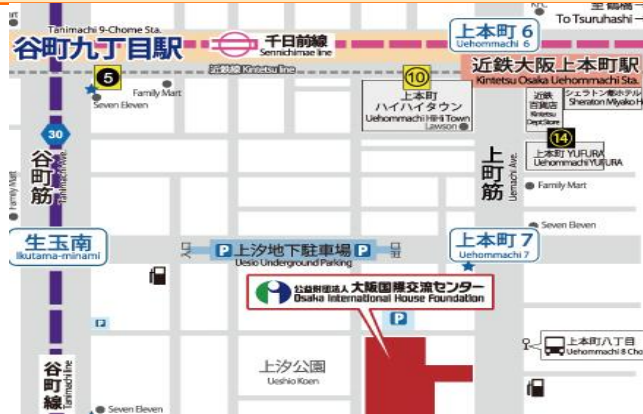 Tanimachi 9-Chome Sta.
谷町九丁目駅
千日前線
Sennichimae line
近鉄線 Kintetsu line
上本町 6
Uehommachi 6
To Tsuruhashi
近鉄大阪上本町駅
Kintetsu Osaka Uehommachi Sta.
5
Family Mart
Seven Eleven
10
上本町
ハイハイタウン
Uehommachi HiHi Town
Lawson
近鉄
百貨店
Kintetsu
Dept.Store
シェラトン都ホテル
Sheraton Miyako H
14
上本町 YUFURA
Uehommachi YUFURA
30
谷町筋
Tanimachi Ave.
Family Mart
上町筋
Uemachi Ave.
Family Mart
Seven Eleven
生玉南
Ikutama-minami
入口
P 上汐地下駐車場 P
Uesio Underground Parking
出口
上本町 7
Uehommachi 7
公益財団法人 大阪国際交流センター
Osaka International House Foundation
P
P
上本町八丁目
Uehommachi 8 Cho
上汐公園
Ueshio Koen
谷町線
Tanimachi line
Seven Eleven